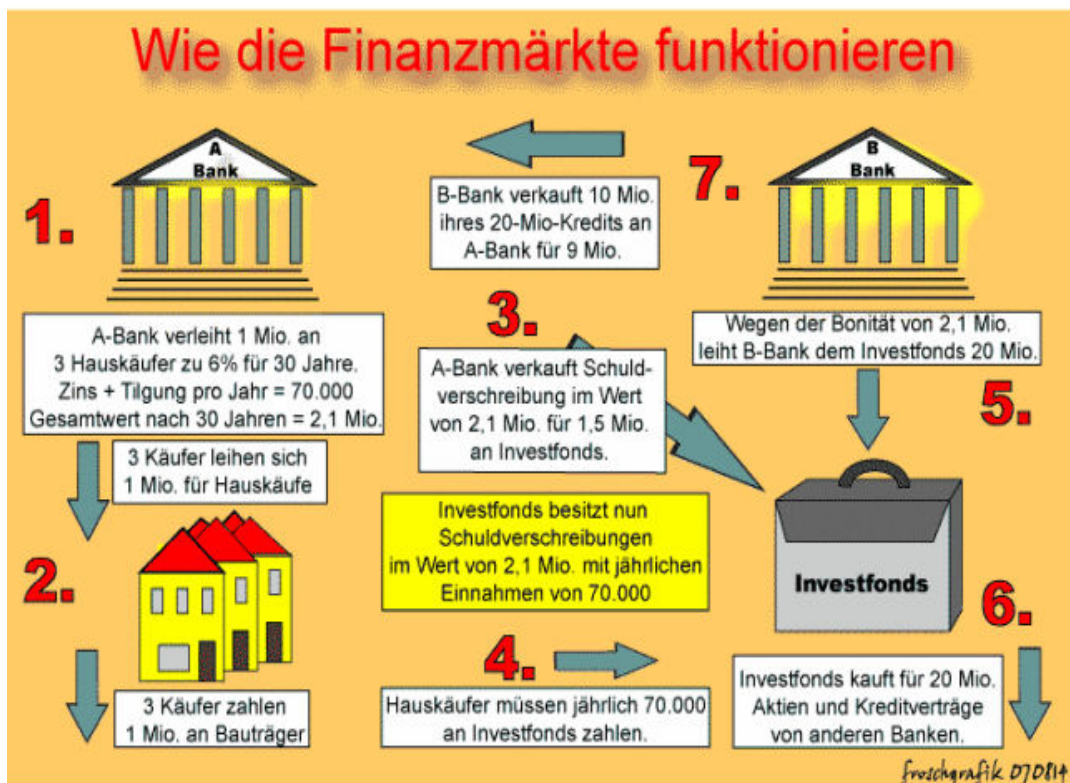 Wie die Finanzmärkte funktionieren
1.
A
Bank
A-Bank verleiht 1 Mio. an
3 Hauskäufer zu 6% für 30 Jahre.
Zins + Tilgung pro Jahr = 70.000
Gesamtwert nach 30 Jahren = 2,1 Mio.
2.
3 Käufer leihen sich
1 Mio. für Hauskäufe
3 Käufer zahlen
1 Mio. an Bauträger
3.
A-Bank verkauft Schuld-
verschreibung im Wert
von 2,1 Mio. für 1,5 Mio.
an Investfonds.
Investfonds besitzt nun
Schuldverschreibungen
im Wert von 2,1 Mio. mit jährlichen
Einnahmen von 70.000
4.
Hauskäufer müssen jährlich 70.000
an Investfonds zahlen.
B
Bank
Wegen der Bonität von 2,1 Mio.
leiht B-Bank dem Investfonds 20 Mio.
5.
Investfonds
6.
Investfonds kauft für 20 Mio.
Aktien und Kreditverträge
von anderen Banken.
7.
B-Bank verkauft 10 Mio.
ihres 20-Mio-Kredits an
A-Bank für 9 Mio.
froschgrafik 070814